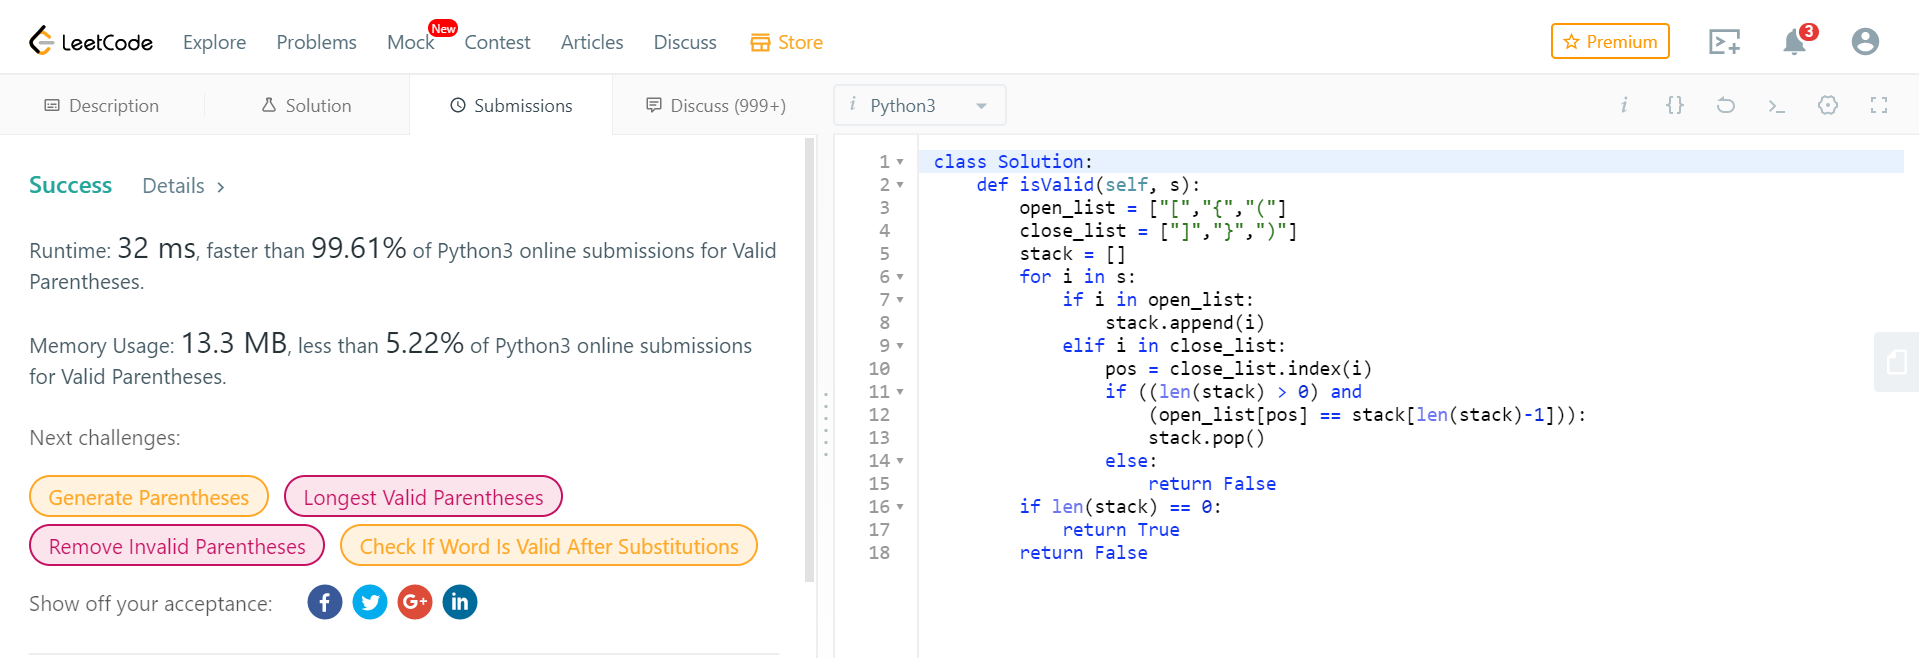 LeetCode Explore Problems Mock New Contest Articles Discuss Store Premium 3
Description Solution Submissions Discuss (999+) i Python3 i {}
Success Details >
Runtime: 32 ms, faster than 99.61% of Python3 online submissions for Valid
Parentheses.
Memory Usage: 13.3 MB, less than 5.22% of Python3 online submissions
for Valid Parentheses.
Next challenges:
Generate Parentheses Longest Valid Parentheses
Remove Invalid Parentheses Check If Word Is Valid After Substitutions
Show off your acceptance: f G+ in
1 class Solution:
2 def isValid(self, s):
3 open_list = ["[","{","("]
4 close_list = ["]","}",")"]
5 stack = []
6 for i in s:
7 if i in open_list:
8 stack.append(i)
9 elif i in close_list:
10 pos = close_list.index(i)
11 if ((len(stack) > 0) and
12 (open_list[pos] == stack[len(stack)-1])):
13 stack.pop()
14 else:
15 return False
16 if len(stack) == 0:
17 return True
18 return False